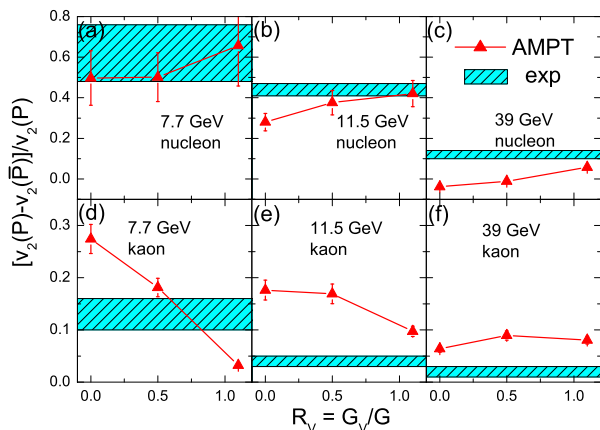 (a)
(b)
(c)
AMPT
exp
7.7 GeV
nucleon
11.5 GeV
nucleon
39 GeV
nucleon
0.8
0.6
0.4
0.2
0.0
[v₂(P)-v₂(P̅)]/v₂(P)
(d)
(e)
(f)
7.7 GeV
kaon
11.5 GeV
kaon
39 GeV
kaon
0.3
0.2
0.1
0.0
0.0 0.5 1.0 0.0 0.5 1.0 0.0 0.5 1.0
R_V = G_V/G